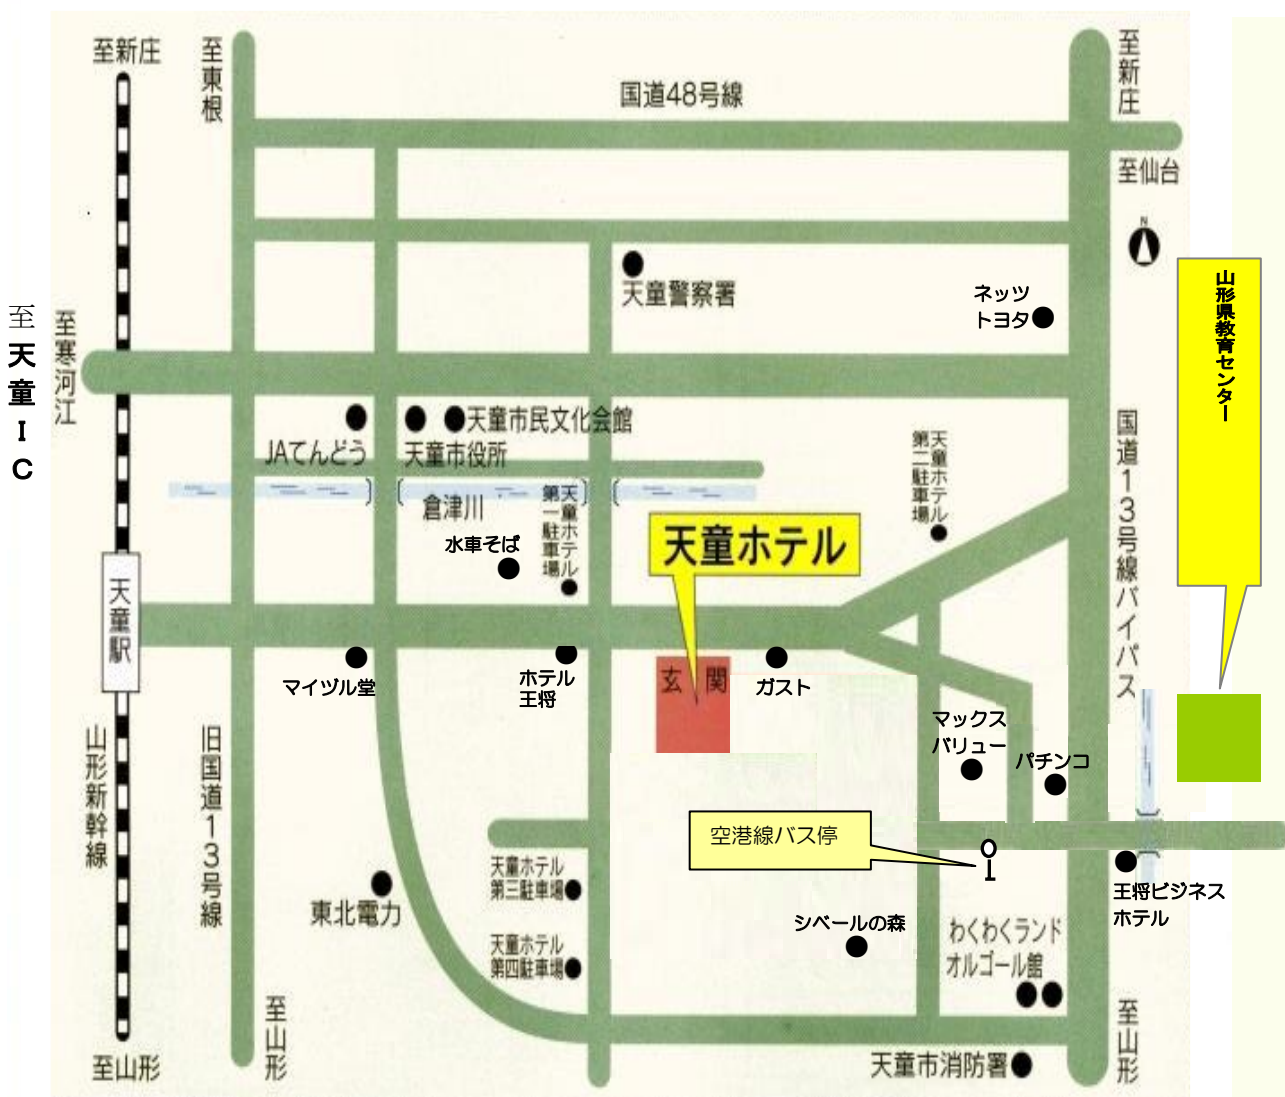 至新庄
至東根
国道48号線
至新庄
至仙台
N
天童警察署
ネッツ
トヨタ
山形県教育センター
至天童IC
至寒河江
天童市民文化会館
JAてんどう
天童市役所
倉津川
水車そば
天童ホテル
第一駐車場
天童ホテル
第二駐車場
国道13号線バイパス
天童ホテル
天童駅
マイヅル堂
ホテル
王将
玄関
ガスト
マックス
バリュー
パチンコ
山形新幹線
旧国道13号線
空港線バス停
天童ホテル
第三駐車場
東北電力
天童ホテル
第四駐車場
シベールの森
わくわくランド
オルゴール館
王将ビジネス
ホテル
至山形
至山形
天童市消防署
至山形